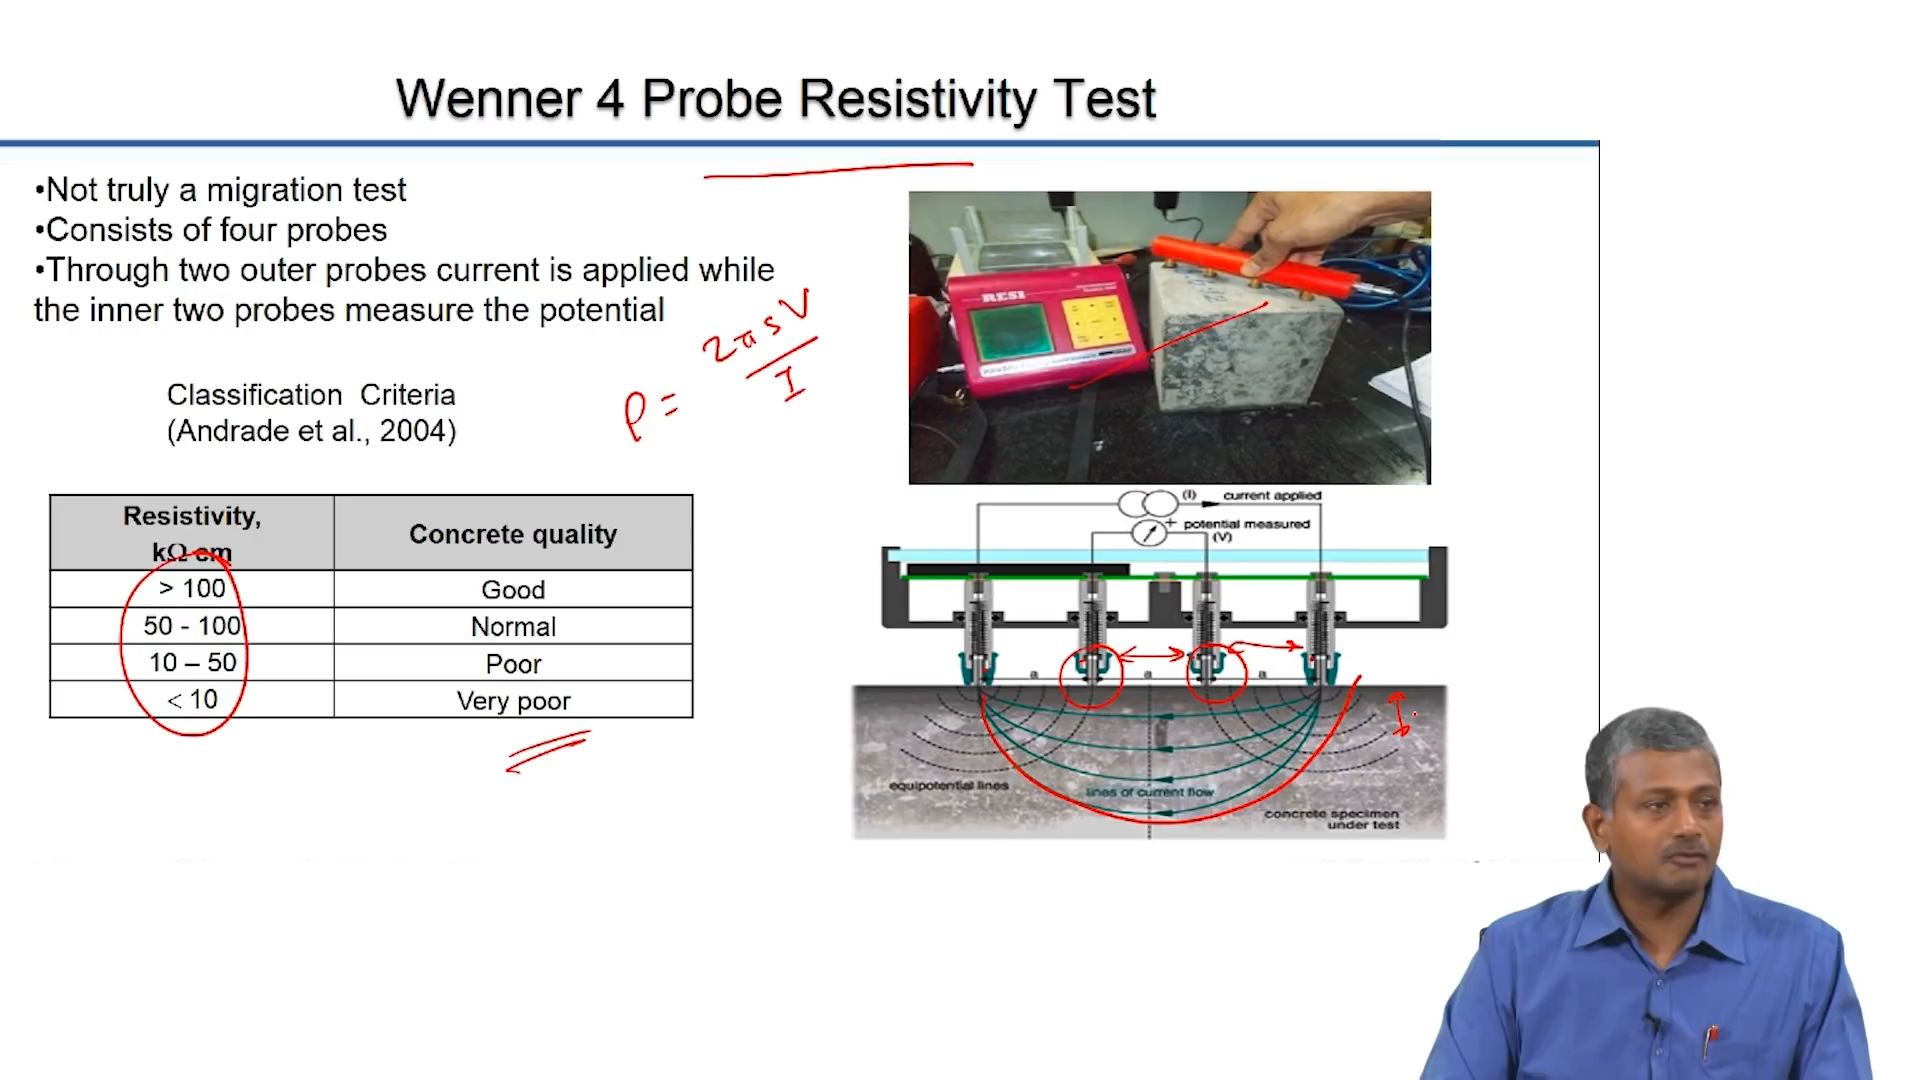 Wenner 4 Probe Resistivity Test
•Not truly a migration test
•Consists of four probes
•Through two outer probes current is applied while
the inner two probes measure the potential
ρ = 2πsV / I
Classification Criteria
(Andrade et al., 2004)
Resistivity,
kΩ cm
Concrete quality
> 100
Good
50 - 100
Normal
10 – 50
Poor
< 10
Very poor
RESI
(I) current applied
+ potential measured
(V)
a a a
equipotential lines
lines of current flow
concrete specimen
under test